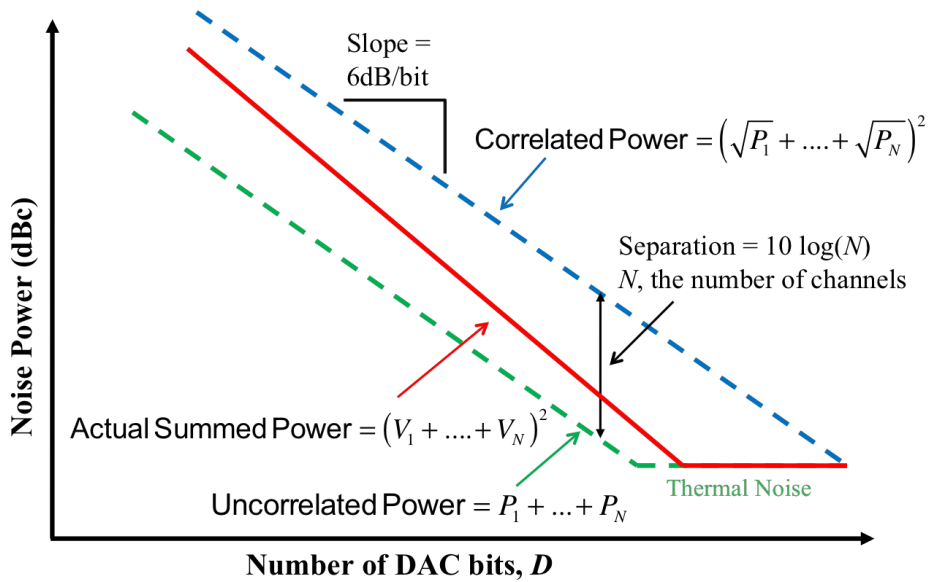 Slope =
6dB/bit
Correlated Power = (√P₁ + .... + √P_N)²
Separation = 10 log(N)
N, the number of channels
Noise Power (dBc)
Actual Summed Power = (V₁ + .... + V_N)²
Thermal Noise
Uncorrelated Power = P₁ + ... + P_N
Number of DAC bits, D